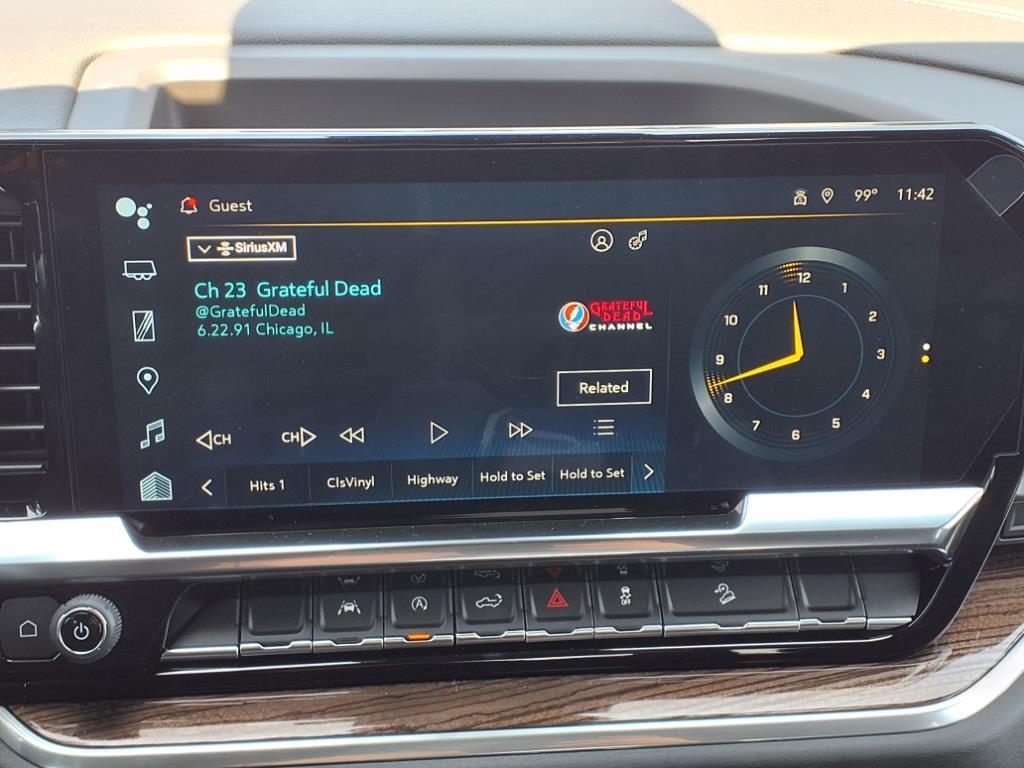 Guest
99° 11:42
SiriusXM
Ch 23 Grateful Dead
@GratefulDead
6.22.91 Chicago, IL
GRATEFUL
DEAD
CHANNEL
Related
CH
CH
Hits 1
ClsVinyl
Highway
Hold to Set
Hold to Set
12
1
2
3
4
5
6
7
8
9
10
11
A
OFF